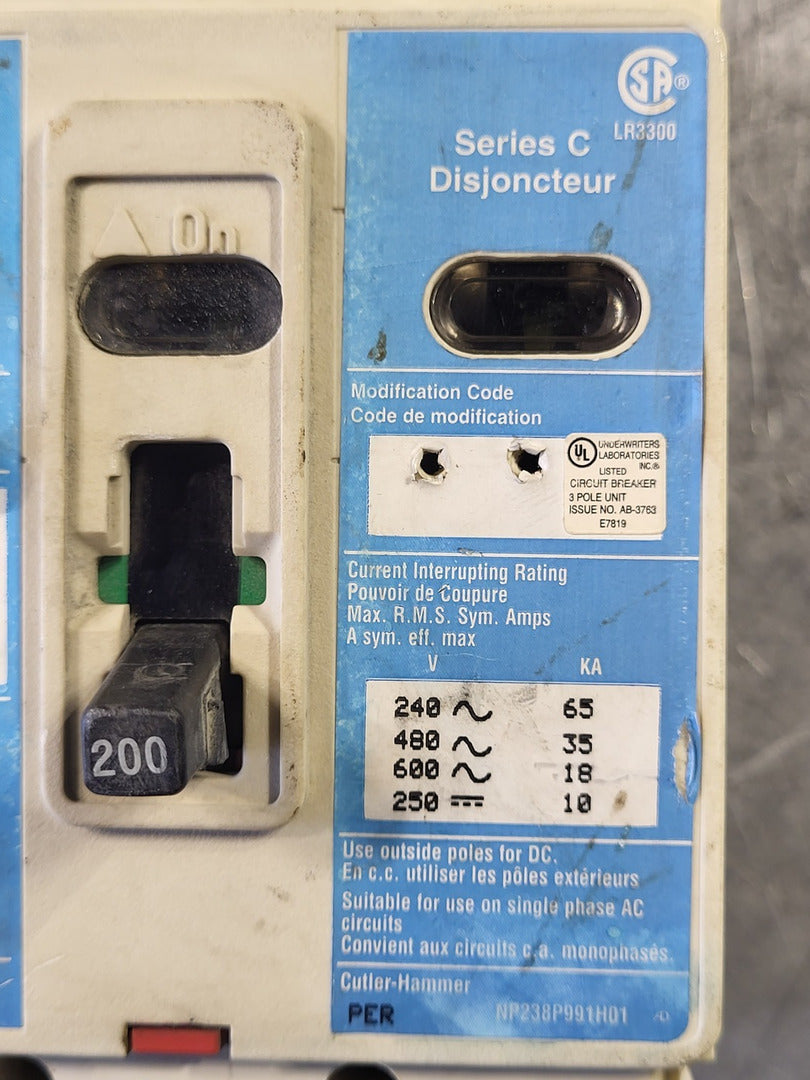 On
200
CSA®
LR3300
Series C
Disjoncteur
Modification Code
Code de modification
UL
UNDERWRITERS
LABORATORIES
INC.®
LISTED
CIRCUIT BREAKER
3 POLE UNIT
ISSUE NO. AB-3763
E7819
Current Interrupting Rating
Pouvoir de Coupure
Max. R.M.S. Sym. Amps
A sym. eff. max
V KA
240 65
480 35
600 18
250 10
Use outside poles for DC.
En c.c. utiliser les pôles extérieurs
Suitable for use on single phase AC
circuits
Convient aux circuits c.a. monophasés.
Cutler-Hammer
PER NP238P991H01